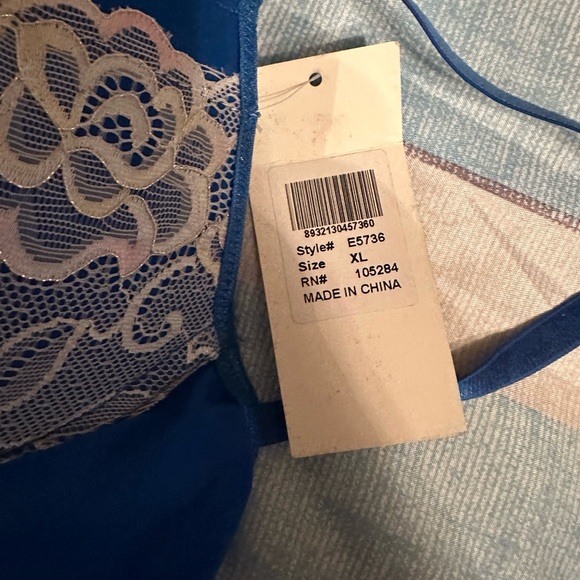 8932130457360
Style# E5736
Size XL
RN# 105284
MADE IN CHINA